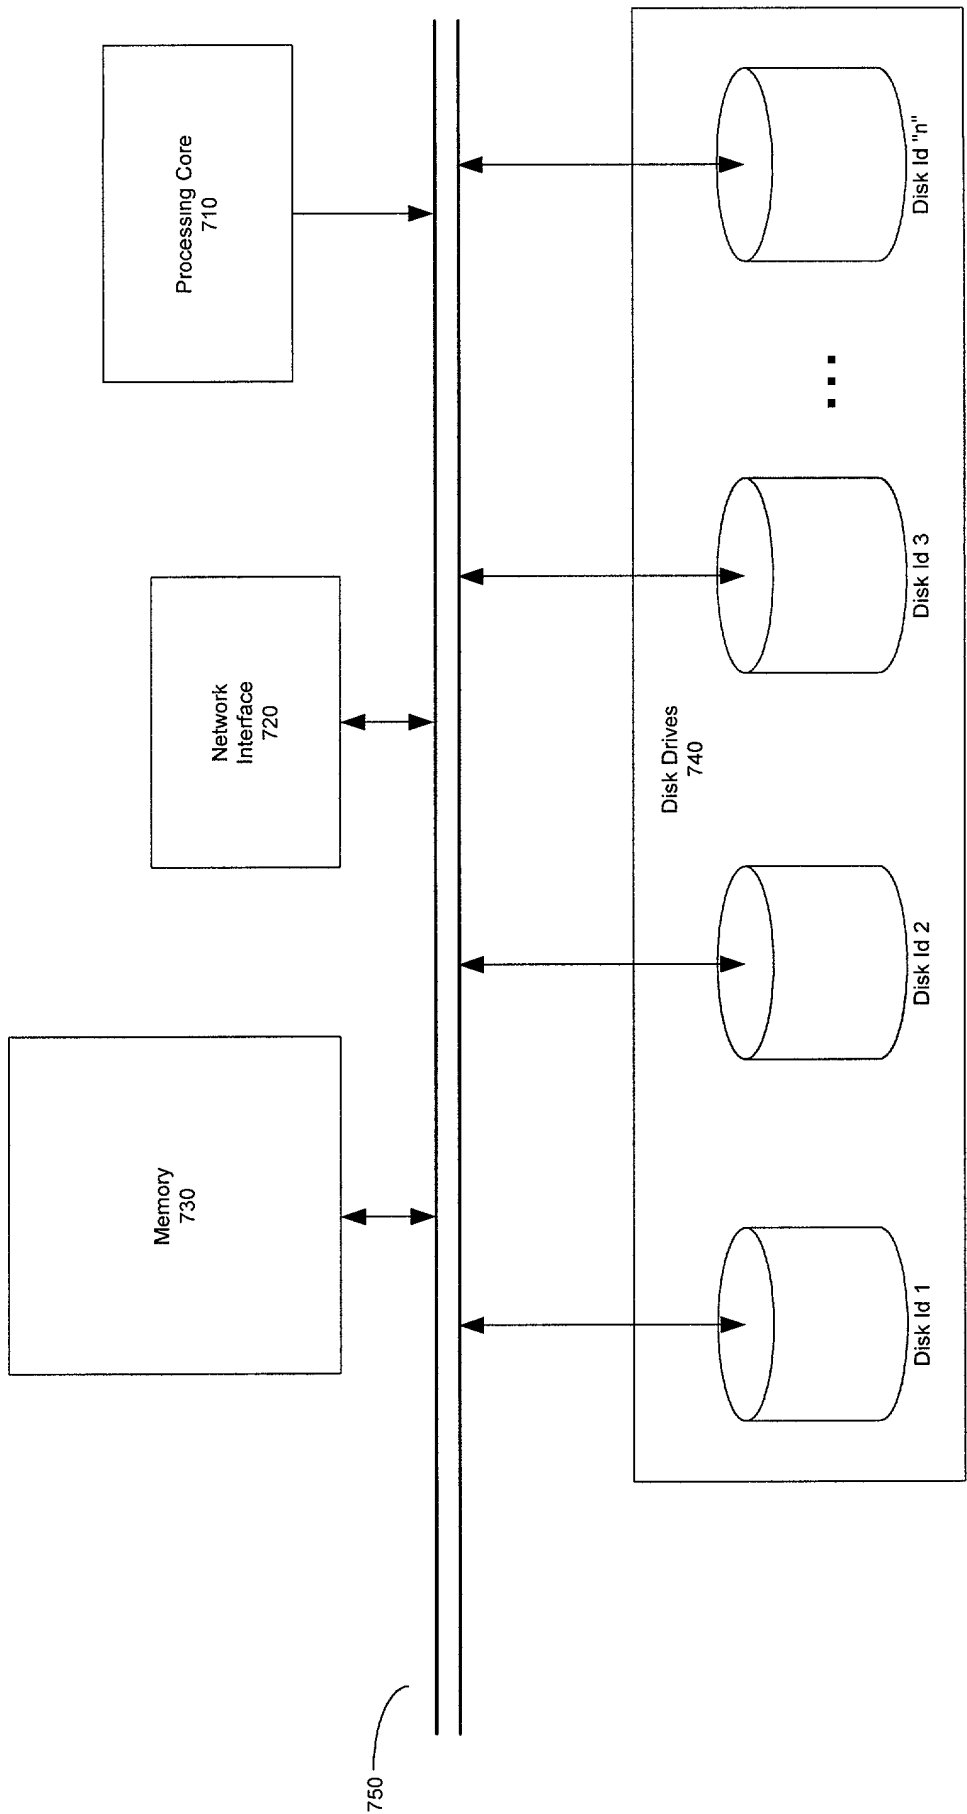 Processing Core
710
Network
Interface
720
Memory
730
750
Disk Drives
740
Disk Id 1
Disk Id 2
Disk Id 3
Disk Id "n"